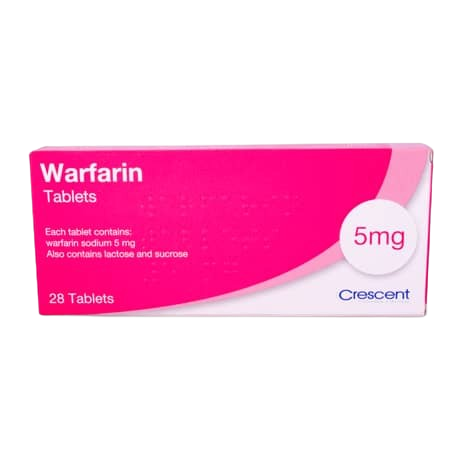 Warfarin
Tablets
Each tablet contains:
warfarin sodium 5 mg
Also contains lactose and sucrose
5mg
28 Tablets
Crescent